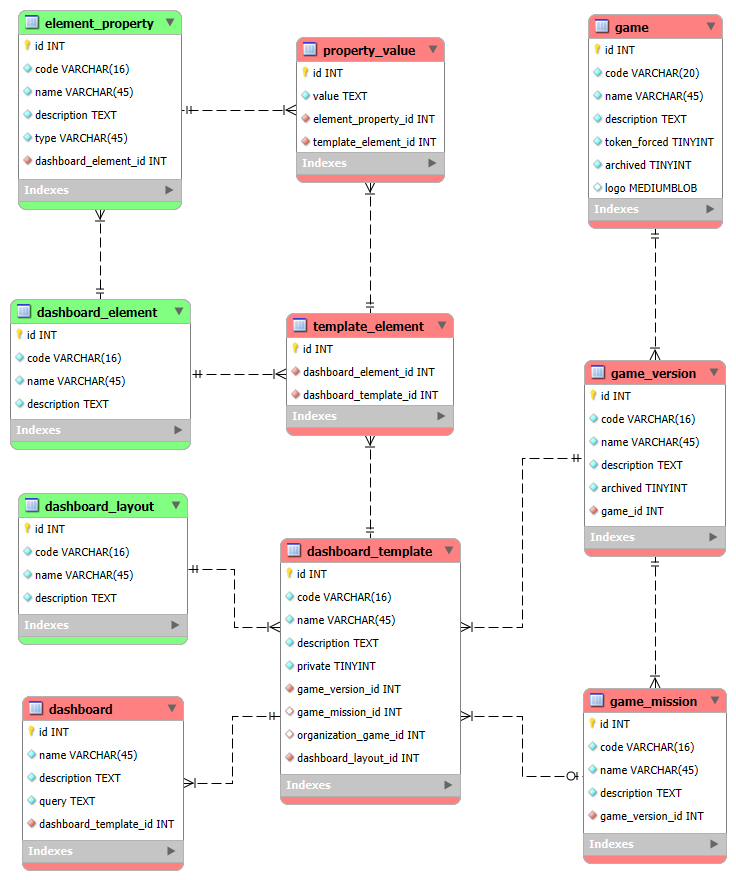 element_property
id INT
code VARCHAR(16)
name VARCHAR(45)
description TEXT
type VARCHAR(45)
dashboard_element_id INT
Indexes
property_value
id INT
value TEXT
element_property_id INT
template_element_id INT
Indexes
game
id INT
code VARCHAR(20)
name VARCHAR(45)
description TEXT
token_forced TINYINT
archived TINYINT
logo MEDIUMBLOB
Indexes
dashboard_element
id INT
code VARCHAR(16)
name VARCHAR(45)
description TEXT
Indexes
template_element
id INT
dashboard_element_id INT
dashboard_template_id INT
Indexes
game_version
id INT
code VARCHAR(16)
name VARCHAR(45)
description TEXT
archived TINYINT
game_id INT
Indexes
dashboard_layout
id INT
code VARCHAR(16)
name VARCHAR(45)
description TEXT
Indexes
dashboard_template
id INT
code VARCHAR(16)
name VARCHAR(45)
description TEXT
private TINYINT
game_version_id INT
game_mission_id INT
organization_game_id INT
dashboard_layout_id INT
Indexes
dashboard
id INT
name VARCHAR(45)
description TEXT
query TEXT
dashboard_template_id INT
Indexes
game_mission
id INT
code VARCHAR(16)
name VARCHAR(45)
description TEXT
game_version_id INT
Indexes